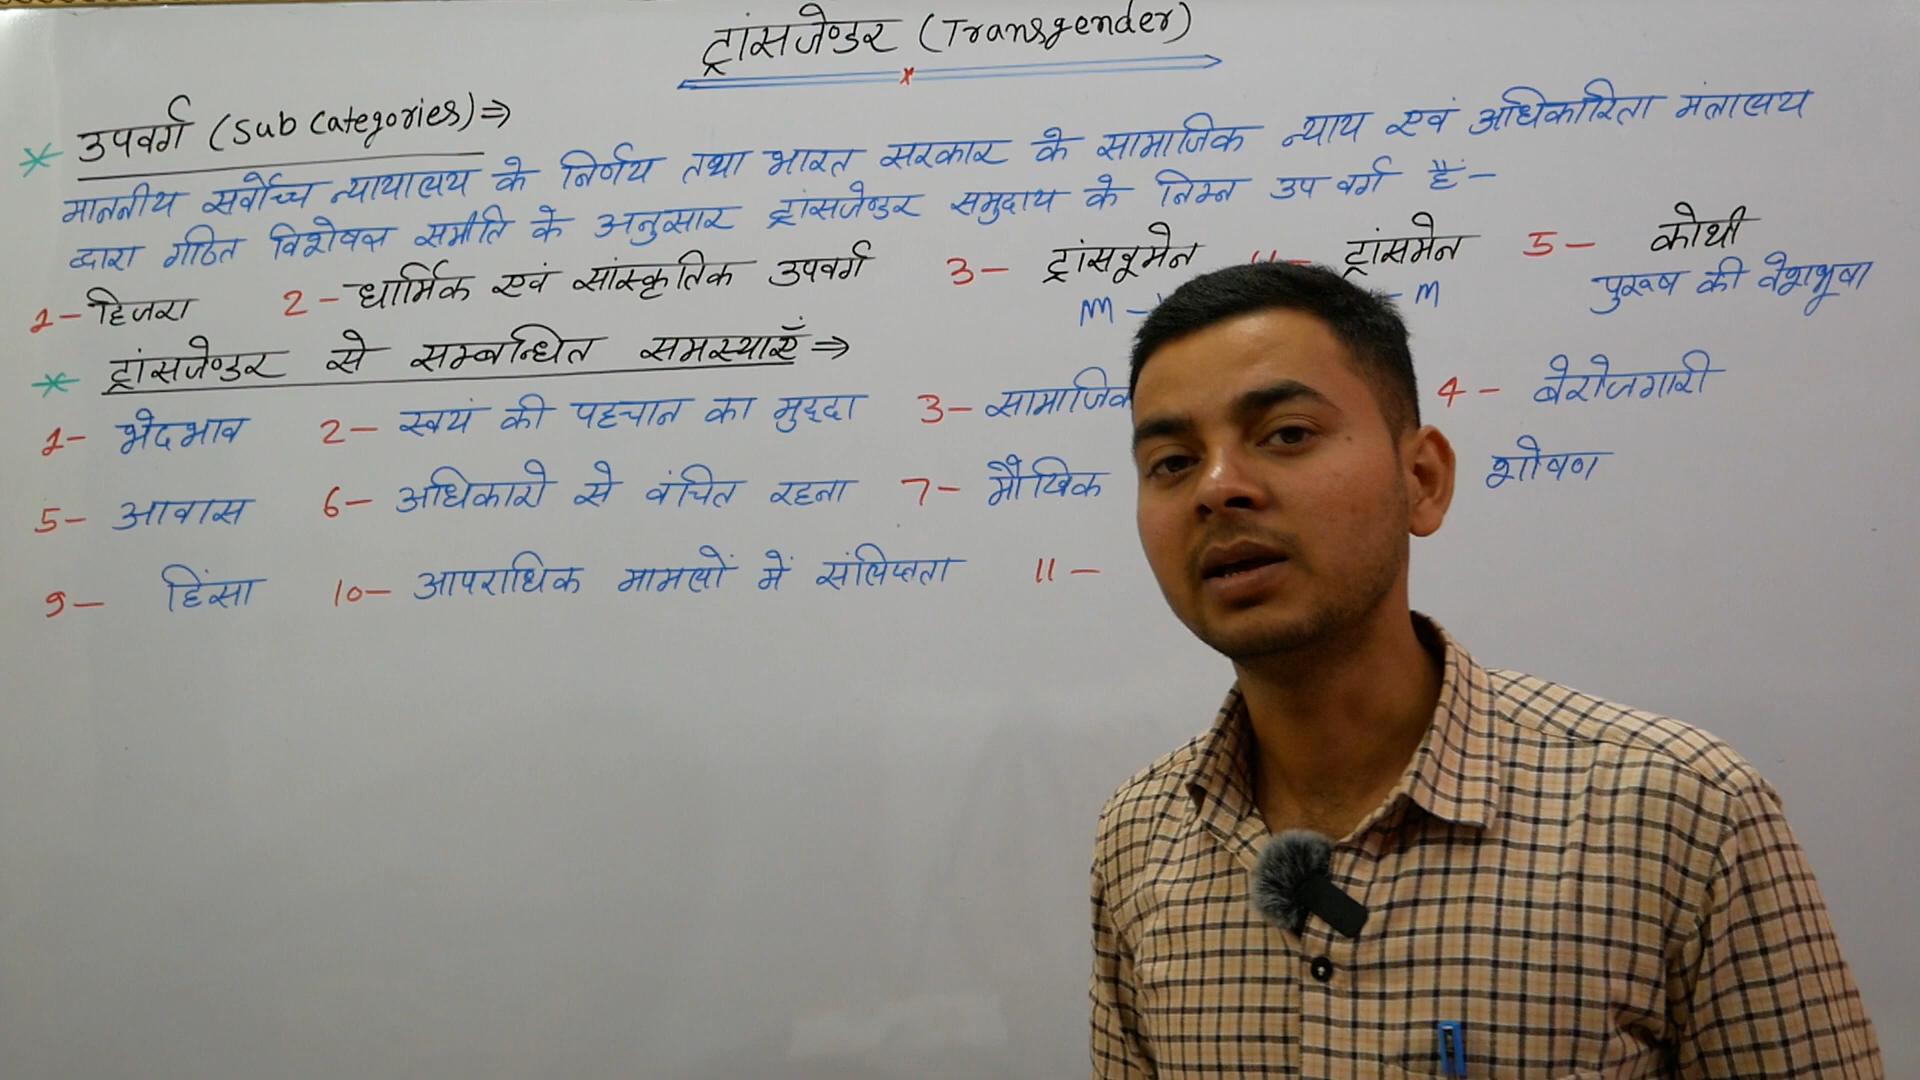 ट्रांसजेण्डर (Transgender)
* उपवर्ग (Sub Categories) ⇒
माननीय सर्वोच्च न्यायालय के निर्णय तथा भारत सरकार के सामाजिक न्याय एवं अधिकारिता मंत्रालय
द्वारा गठित विशेषज्ञ समीति के अनुसार ट्रांसजेण्डर समुदाय के निम्न उप वर्ग हैं -
1- हिजरा 2- धार्मिक एवं सांस्कृतिक उपवर्ग 3- ट्रांसवूमेन ट्रांसमेन 5- कोथी
M - - M पुरूष की वेशभूषा
* ट्रांसजेण्डर से सम्बन्धित समस्याएँ ⇒
1- भेदभाव 2- स्वयं की पहचान का मुद्दा 3- सामाजिक 4- बेरोजगारी
5- आवास 6- अधिकारो से वंचित रहना 7- मौखिक शोषण
9- हिंसा 10- आपराधिक मामलों में संलिप्तता 11-